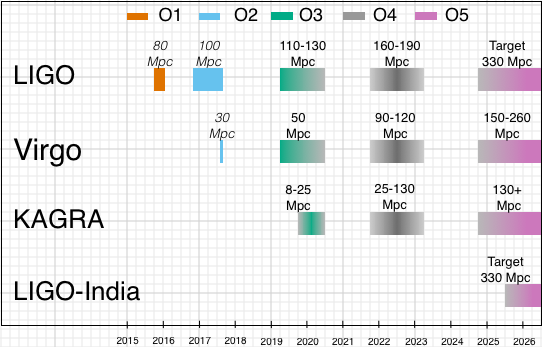 O1 O2 O3 O4 O5
80 Mpc 100 Mpc 110-130 Mpc 160-190 Mpc Target 330 Mpc
LIGO
30 Mpc 50 Mpc 90-120 Mpc 150-260 Mpc
Virgo
8-25 Mpc 25-130 Mpc 130+ Mpc
KAGRA
Target 330 Mpc
LIGO-India
2015 2016 2017 2018 2019 2020 2021 2022 2023 2024 2025 2026